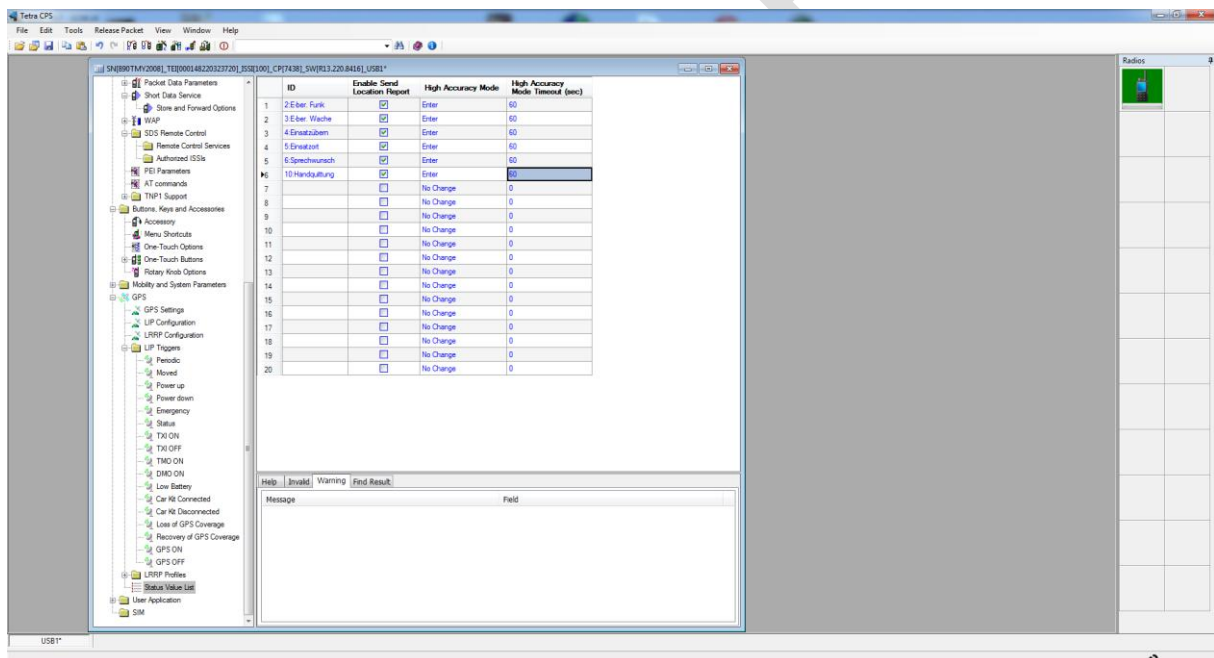 Tetra CPS
File Edit Tools Release Packet View Window Help
SN[890TMY2008]_TEI[000148220323720]_ISSI[100]_CP[7438]_SW[R13.220.8416]_USB1*
Radios
Packet Data Parameters
Short Data Service
Store and Forward Options
WAP
SDS Remote Control
Remote Control Services
Authorized ISSIs
PEI Parameters
AT commands
TNP1 Support
Buttons, Keys and Accessories
Accessory
Menu Shortcuts
One-Touch Options
One-Touch Buttons
Rotary Knob Options
Mobility and System Parameters
GPS
GPS Settings
LIP Configuration
LRRP Configuration
LIP Triggers
Periodic
Moved
Power up
Power down
Emergency
Status
TXI ON
TXI OFF
TMO ON
DMO ON
Low Battery
Car Kit Connected
Car Kit Disconnected
Loss of GPS Coverage
Recovery of GPS Coverage
GPS ON
GPS OFF
LRRP Profiles
Status Value List
User Application
SIM
ID Enable Send Location Report High Accuracy Mode High Accuracy Mode Timeout (sec)
1 2:E-ber. Funk Enter 60
2 3:E-ber. Wache Enter 60
3 4:Einsatzübern Enter 60
4 5:Einsatzort Enter 60
5 6:Sprechwunsch Enter 60
6 10:Handquittung Enter 60
7 No Change 0
8 No Change 0
9 No Change 0
10 No Change 0
11 No Change 0
12 No Change 0
13 No Change 0
14 No Change 0
15 No Change 0
16 No Change 0
17 No Change 0
18 No Change 0
19 No Change 0
20 No Change 0
Help Invalid Warning Find Result
Message Field
USB1*